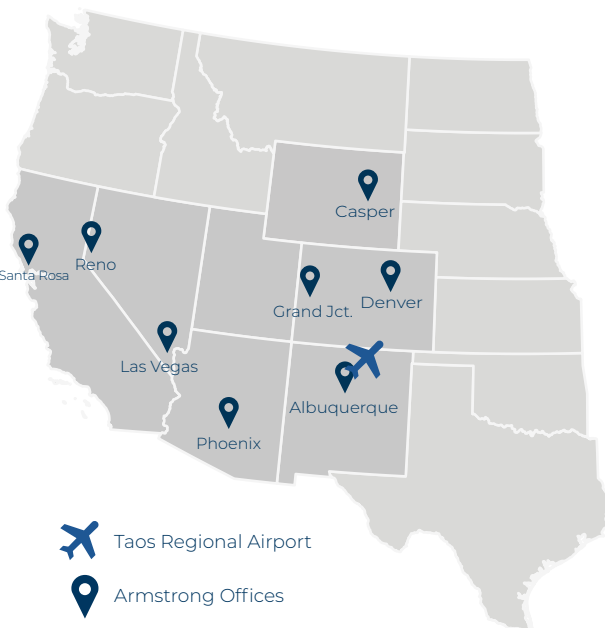 Casper
Reno
Santa Rosa
Denver
Grand Jct.
Las Vegas
Albuquerque
Phoenix
Taos Regional Airport
Armstrong Offices